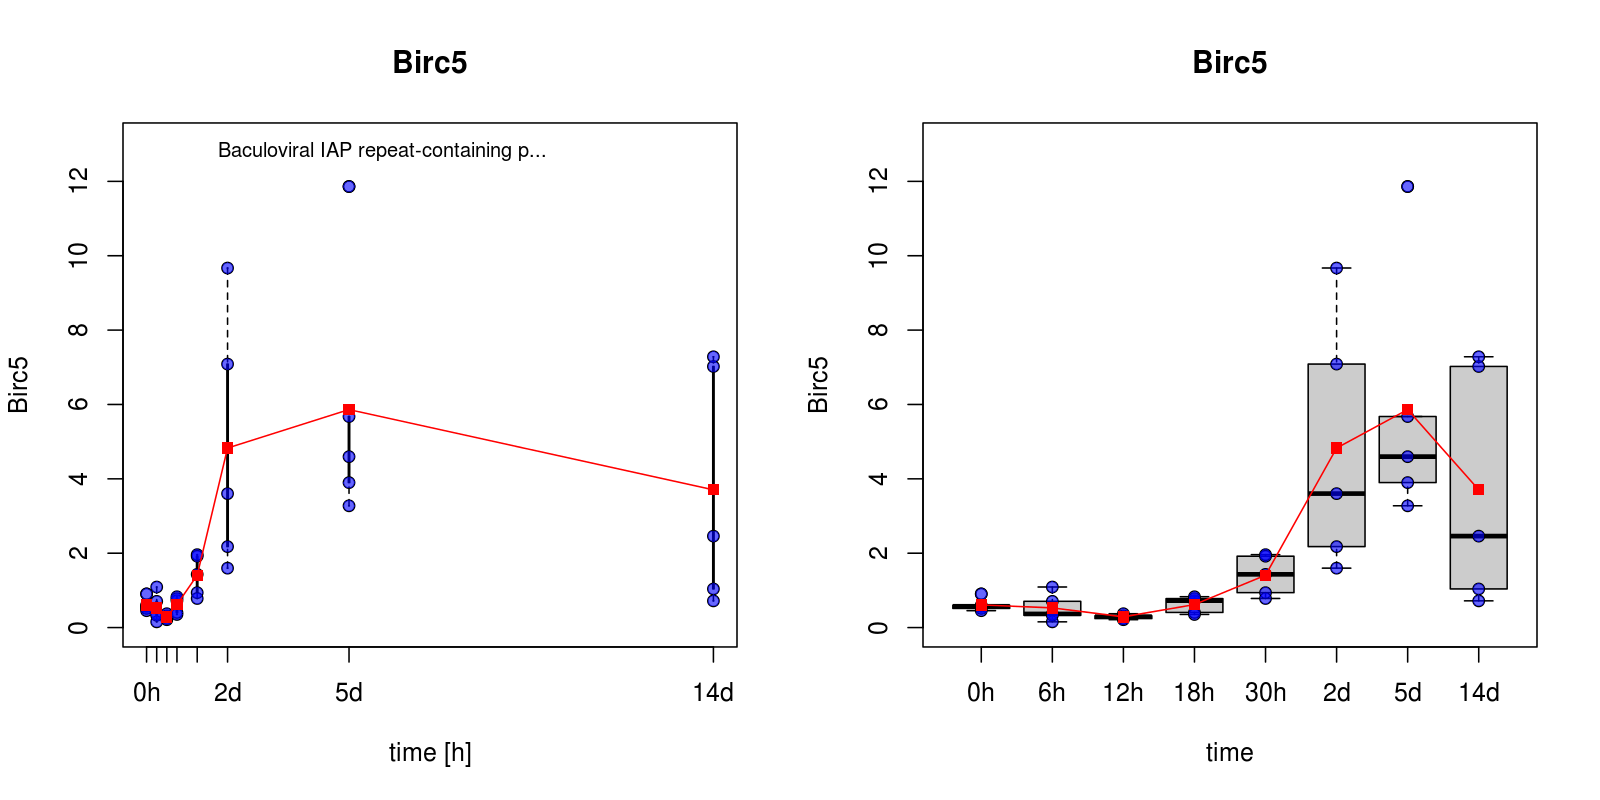 Birc5
Baculoviral IAP repeat-containing p...
Birc5
12
10
8
6
4
2
0
0h 2d 5d 14d
time [h]
Birc5
Birc5
12
10
8
6
4
2
0
0h 6h 12h 18h 30h 2d 5d 14d
time